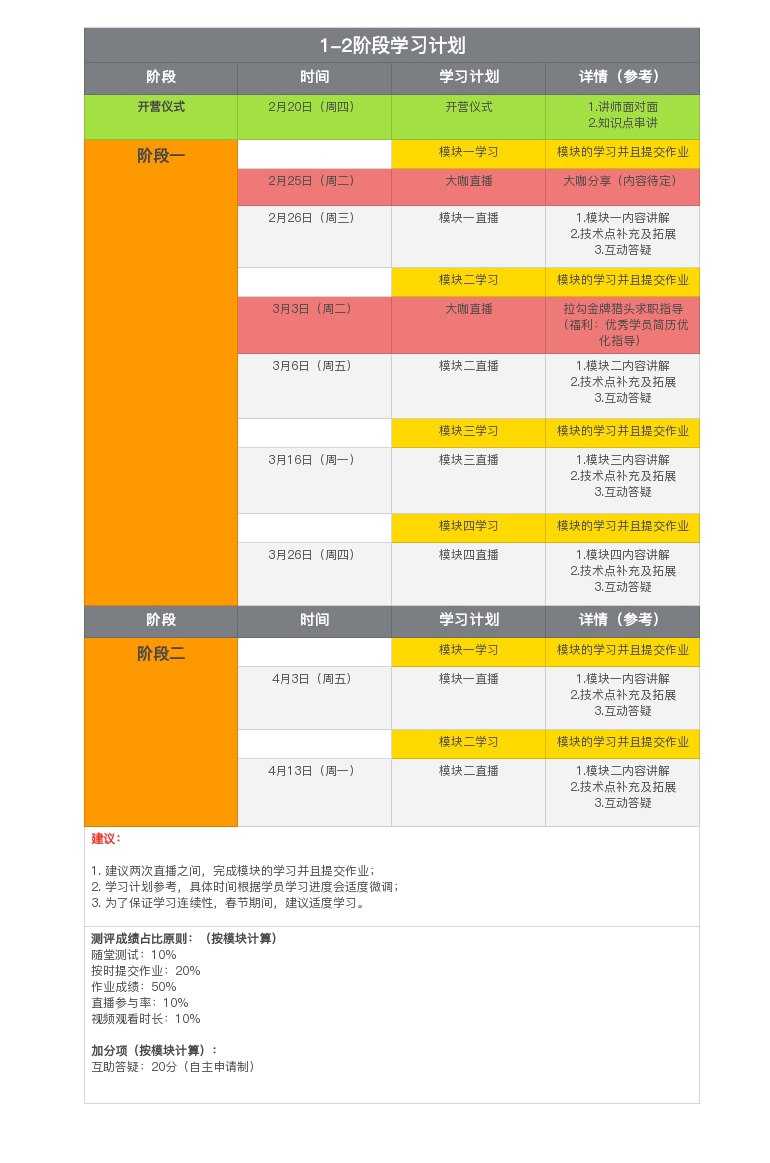 1-2阶段学习计划
阶段 时间 学习计划 详情（参考）
开营仪式 2月20日（周四） 开营仪式 1.讲师面对面
2.知识点串讲
阶段一 模块一学习 模块的学习并且提交作业
2月25日（周二） 大咖直播 大咖分享（内容待定）
2月26日（周三） 模块一直播 1.模块一内容讲解
2.技术点补充及拓展
3.互动答疑
模块二学习 模块的学习并且提交作业
3月3日（周二） 大咖直播 拉勾金牌猎头求职指导
（福利：优秀学员简历优
化指导）
3月6日（周五） 模块二直播 1.模块二内容讲解
2.技术点补充及拓展
3.互动答疑
模块三学习 模块的学习并且提交作业
3月16日（周一） 模块三直播 1.模块三内容讲解
2.技术点补充及拓展
3.互动答疑
模块四学习 模块的学习并且提交作业
3月26日（周四） 模块四直播 1.模块四内容讲解
2.技术点补充及拓展
3.互动答疑
阶段 时间 学习计划 详情（参考）
阶段二 模块一学习 模块的学习并且提交作业
4月3日（周五） 模块一直播 1.模块一内容讲解
2.技术点补充及拓展
3.互动答疑
模块二学习 模块的学习并且提交作业
4月13日（周一） 模块二直播 1.模块二内容讲解
2.技术点补充及拓展
3.互动答疑
建议：
1. 建议两次直播之间，完成模块的学习并且提交作业；
2. 学习计划参考，具体时间根据学员学习进度会适度微调；
3. 为了保证学习连续性，春节期间，建议适度学习。
测评成绩占比原则：（按模块计算）
随堂测试：10%
按时提交作业：20%
作业成绩：50%
直播参与率：10%
视频观看时长：10%
加分项（按模块计算）：
互助答疑：20分（自主申请制）